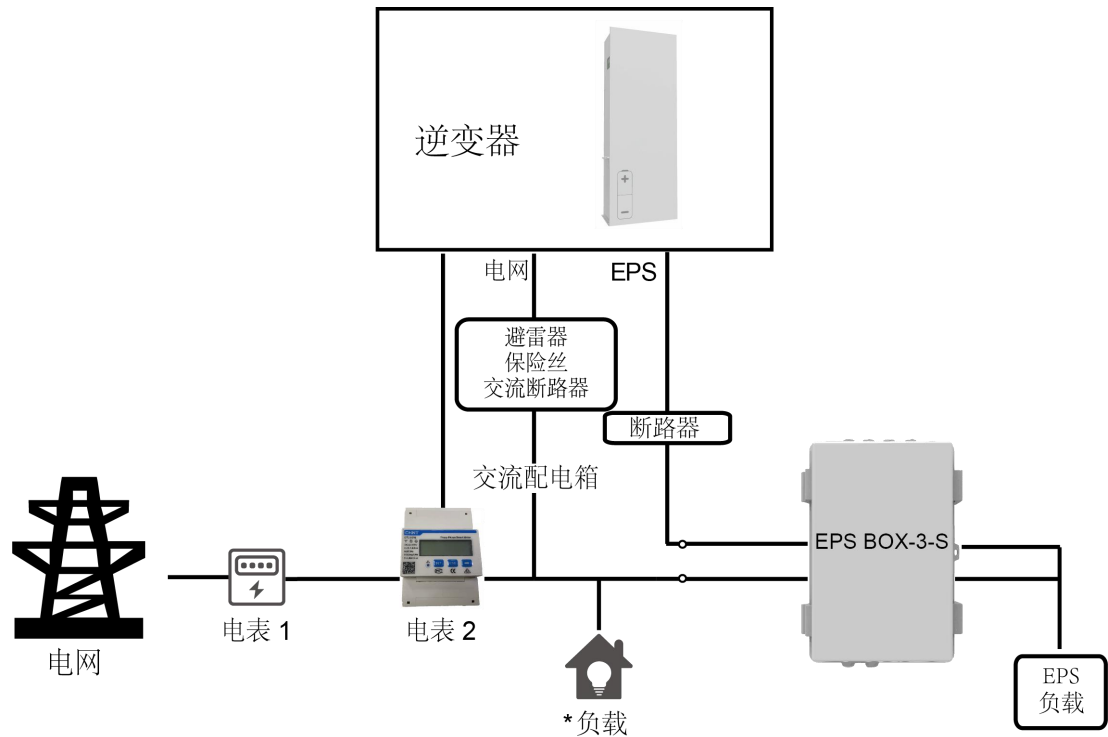 逆变器
电网
EPS
避雷器
保险丝
交流断路器
断路器
交流配电箱
EPS BOX-3-S
电网
电表 1
电表 2
*负载
EPS
负载